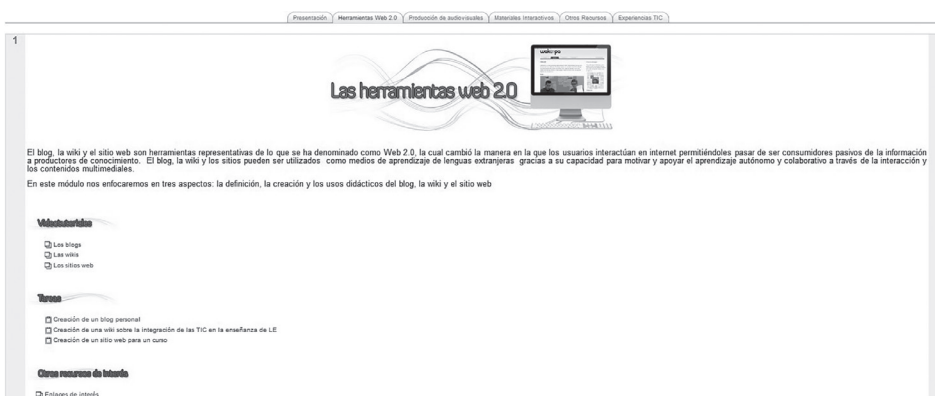 Presentación
Herramientas Web 2.0
Producción de audiovisuales
Materiales Interactivos
Otros Recursos
Experiencias TIC
1
Las herramientas web 2.0
El blog, la wiki y el sitio web son herramientas representativas de lo que se ha denominado como Web 2.0, la cual cambió la manera en la que los usuarios interactúan en internet permitiéndoles pasar de ser consumidores pasivos de la información
a productores de conocimiento. El blog, la wiki y los sitios pueden ser utilizados como medios de aprendizaje de lenguas extranjeras gracias a su capacidad para motivar y apoyar el aprendizaje autónomo y colaborativo a través de la interacción y
los contenidos multimediales.
En este módulo nos enfocaremos en tres aspectos: la definición, la creación y los usos didácticos del blog, la wiki y el sitio web
Videotutoriales
Los blogs
Las wikis
Los sitios web
Tareas
Creación de un blog personal
Creación de una wiki sobre la integración de las TIC en la enseñanza de LE
Creación de un sitio web para un curso
Otros recursos de interés
Enlaces de interés